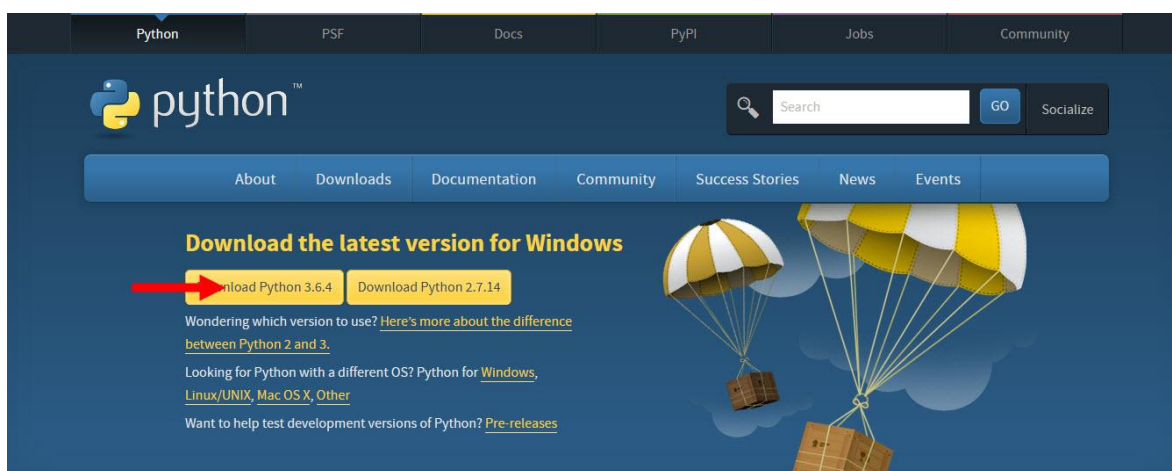 Python PSF Docs PyPI Jobs Community
python™
Search GO Socialize
About Downloads Documentation Community Success Stories News Events
Download the latest version for Windows
Python 3.6.4 Download Python 2.7.14
Wondering which version to use? Here's more about the difference
between Python 2 and 3.
Looking for Python with a different OS? Python for Windows,
Linux/UNIX, Mac OS X, Other
Want to help test development versions of Python? Pre-releases